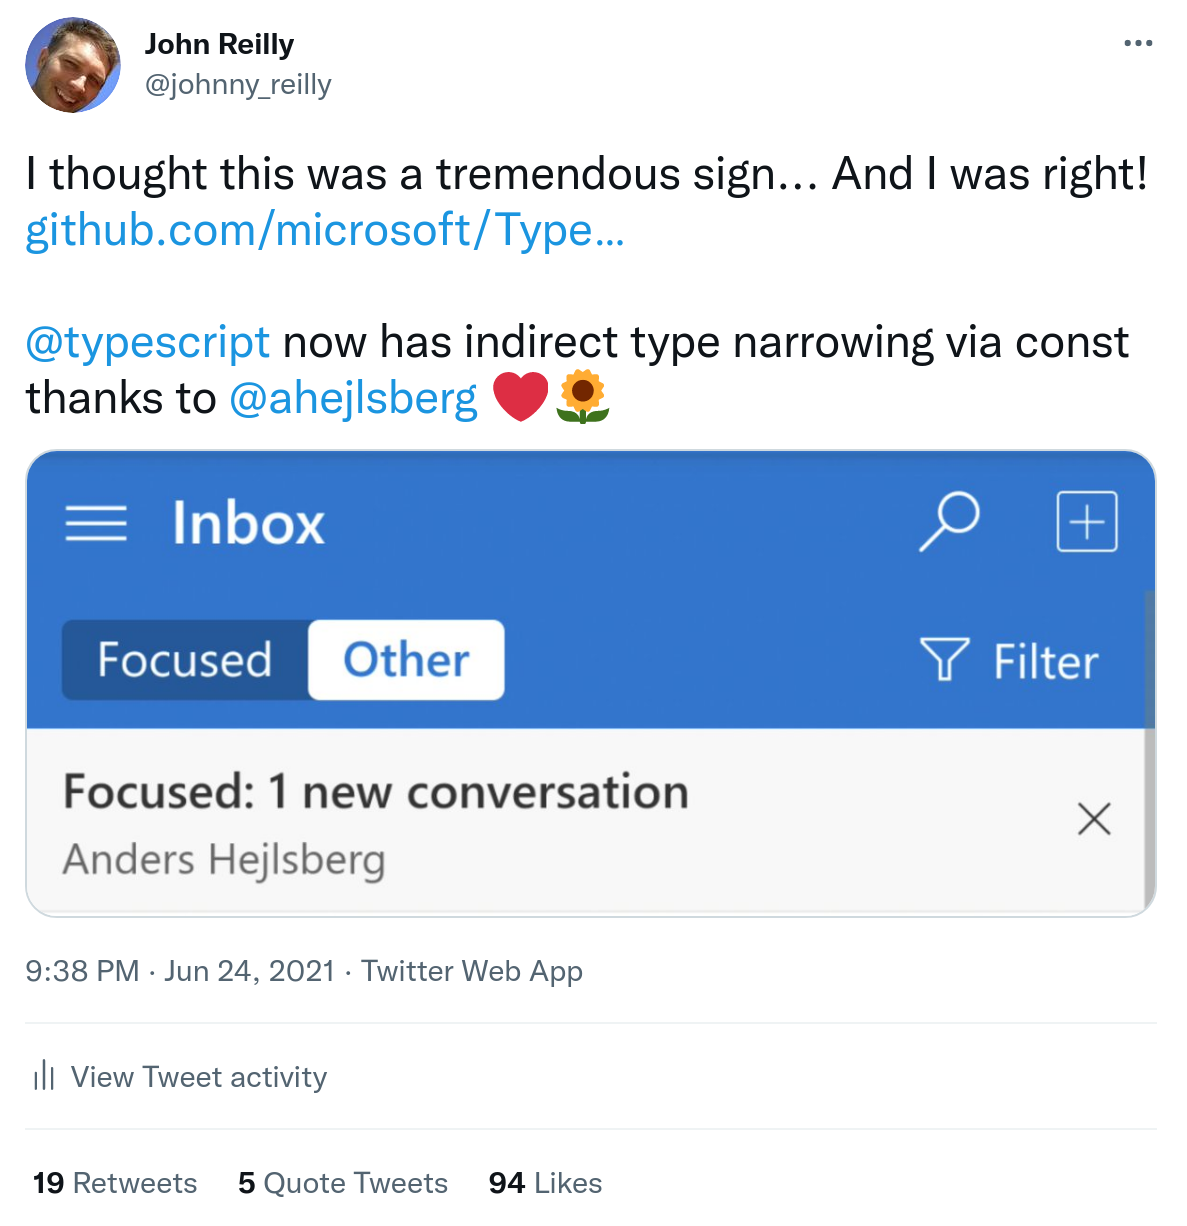 John Reilly
@johnny_reilly
I thought this was a tremendous sign... And I was right!
github.com/microsoft/Type...
@typescript now has indirect type narrowing via const
thanks to @ahejlsberg ❤️🌻
Inbox
Focused Other Filter
Focused: 1 new conversation
Anders Hejlsberg
9:38 PM · Jun 24, 2021 · Twitter Web App
View Tweet activity
19 Retweets 5 Quote Tweets 94 Likes